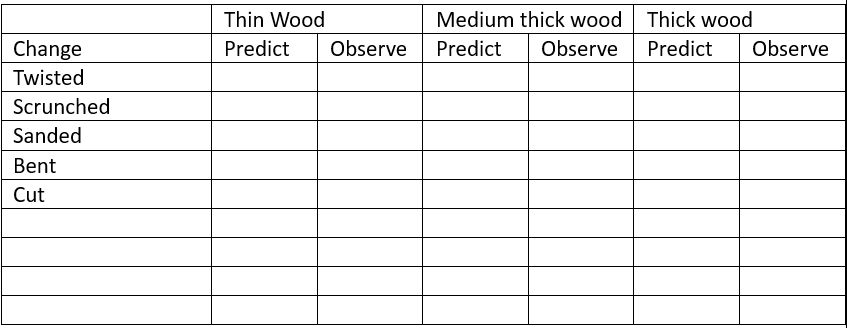 Thin Wood Medium thick wood Thick wood
Change Predict Observe Predict Observe Predict Observe
Twisted
Scrunched
Sanded
Bent
Cut